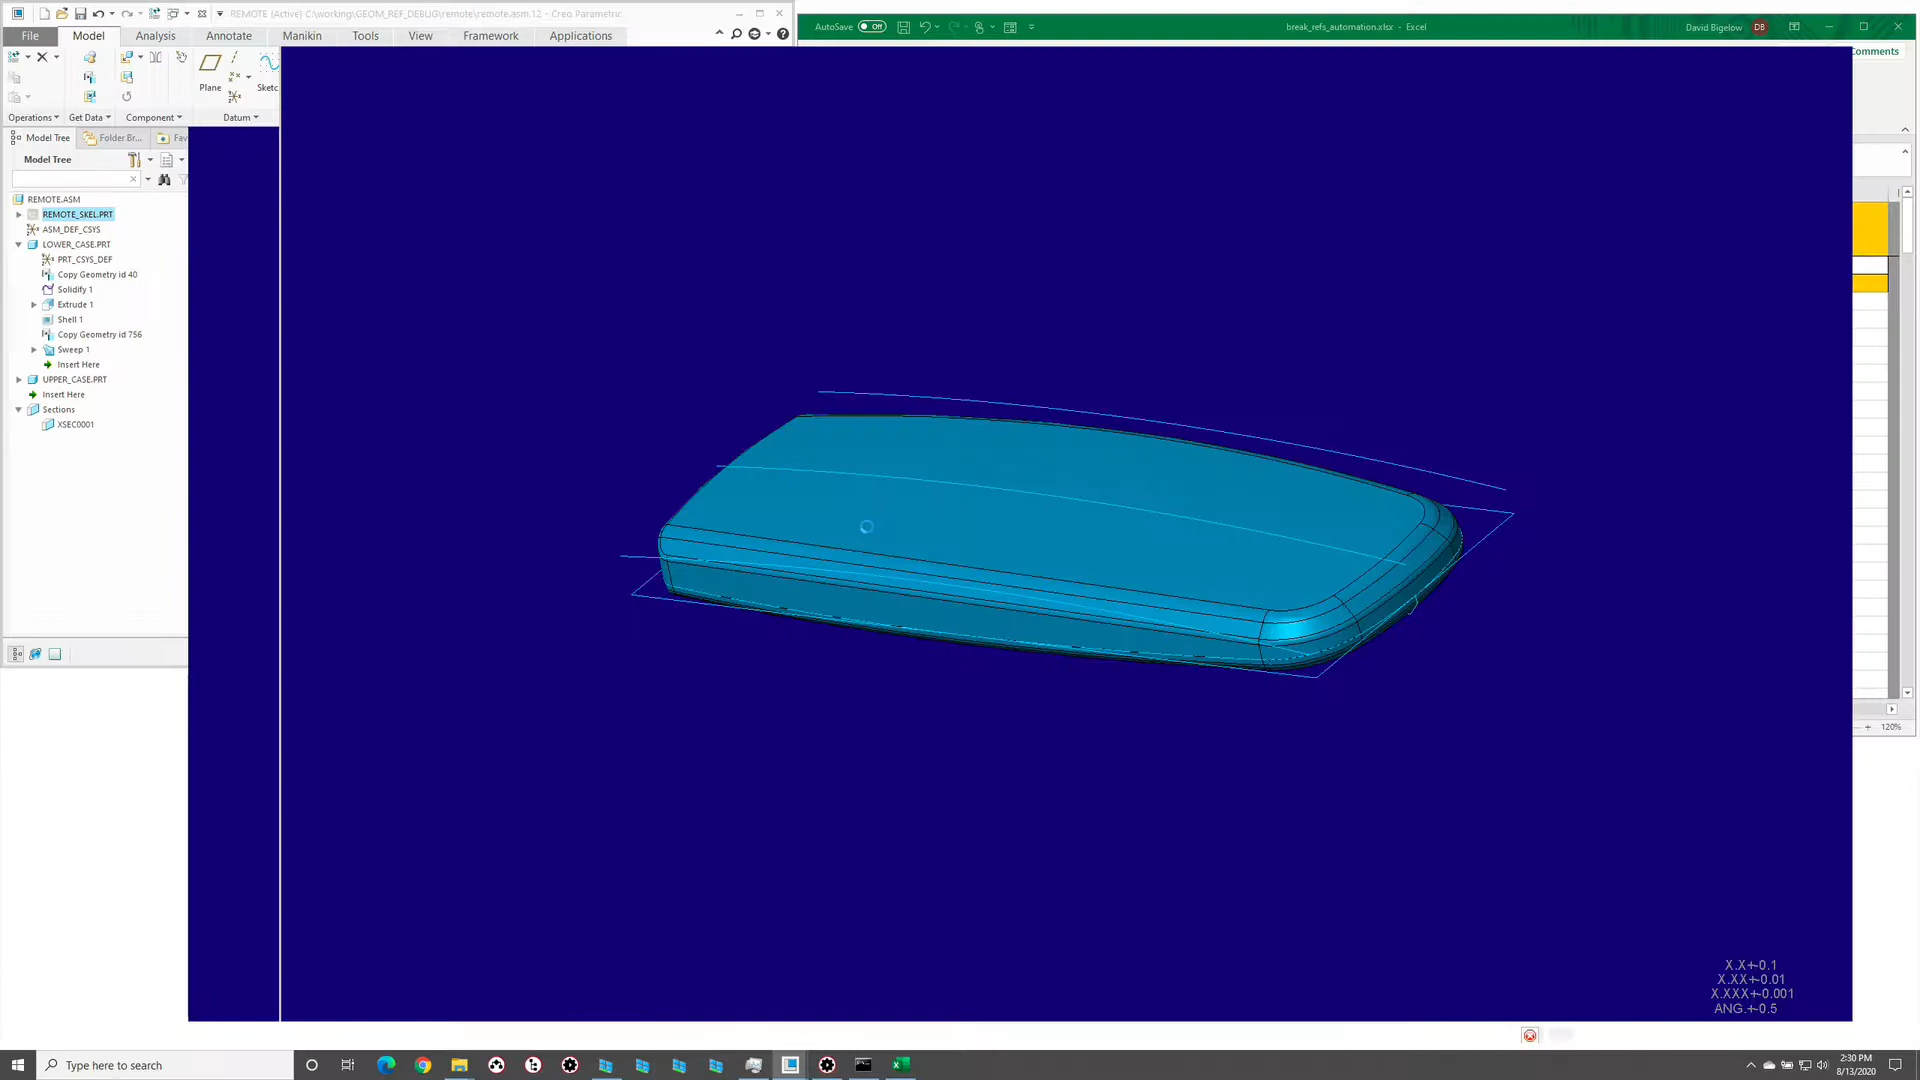 REMOTE (Active) C:\working\GEOM_REF_DEBUG\remote\remote.asm.12 - Creo Parametric
File
Model
Analysis
Annotate
Manikin
Tools
View
Framework
Applications
Plane
Sketc
Operations
Get Data
Component
Datum
Model Tree
Folder Br...
Fav
Model Tree
REMOTE.ASM
REMOTE_SKEL.PRT
ASM_DEF_CSYS
LOWER_CASE.PRT
PRT_CSYS_DEF
Copy Geometry id 40
Solidify 1
Extrude 1
Shell 1
Copy Geometry id 756
Sweep 1
Insert Here
UPPER_CASE.PRT
Insert Here
Sections
XSEC0001
AutoSave Off
break_refs_automation.xlsx - Excel
David Bigelow DB
Comments
120%
X.X+-0.1
X.XX+-0.01
X.XXX+-0.001
ANG.+-0.5
Type here to search
2:30 PM
8/13/2020